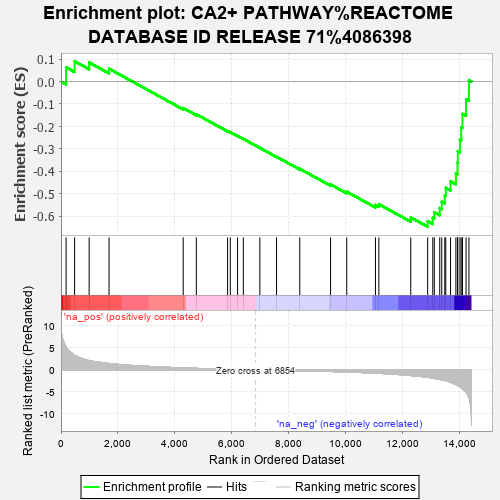 Enrichment plot: CA2+ PATHWAY%REACTOME
DATABASE ID RELEASE 71%4086398
Enrichment score (ES)
0.1
0.0
-0.1
-0.2
-0.3
-0.4
-0.5
-0.6
'na_pos' (positively correlated)
Ranked list metric (PreRanked)
10
5
0
-5
-10
Zero cross at 6854
'na_neg' (negatively correlated)
0
2,000
4,000
6,000
8,000
10,000
12,000
14,000
Rank in Ordered Dataset
Enrichment profile
Hits
Ranking metric scores